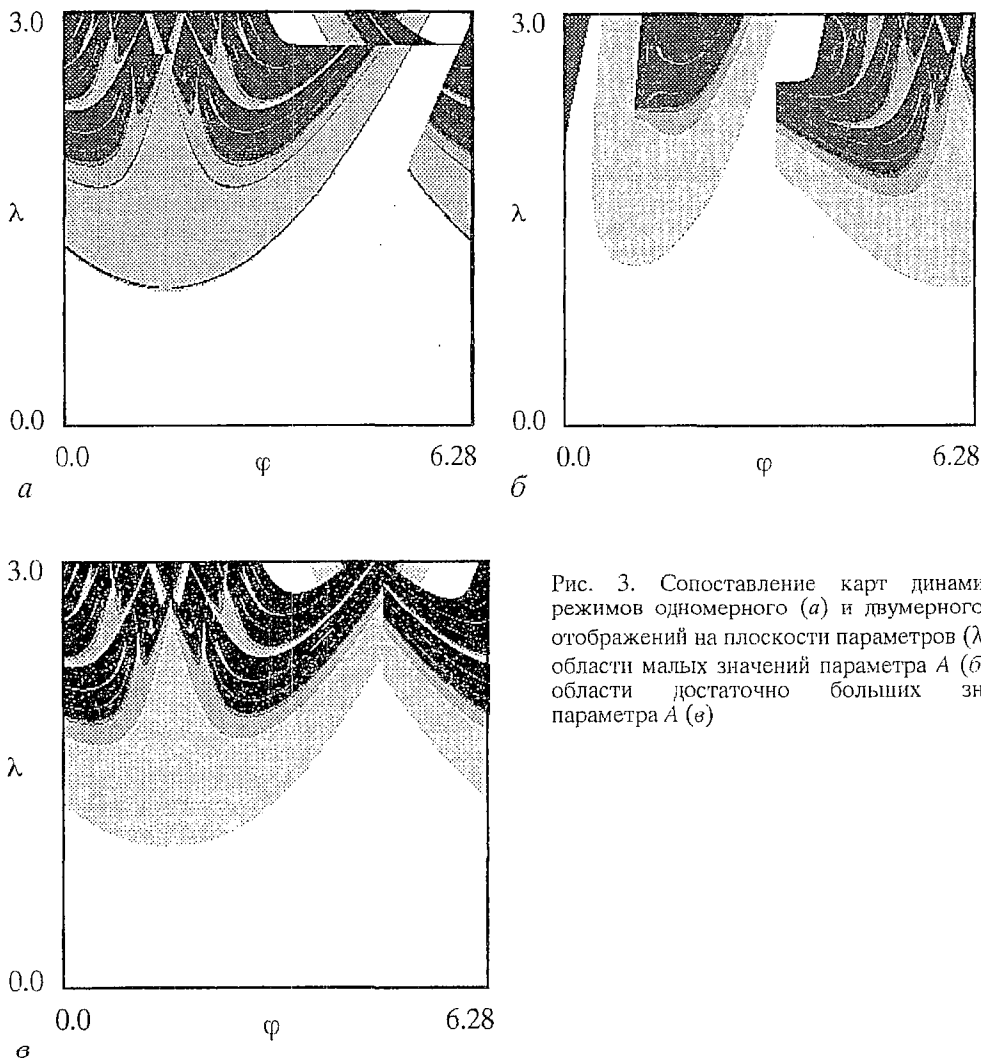 3.0
λ
0.0
0.0 φ 6.28
а
3.0
λ
0.0
0.0 φ 6.28
б
3.0
λ
0.0
0.0 φ 6.28
в
Рис. 3. Сопоставление карт динами
режимов одномерного (а) и двумерного
отображений на плоскости параметров (λ
области малых значений параметра A (б
области достаточно больших зн
параметра A (в)